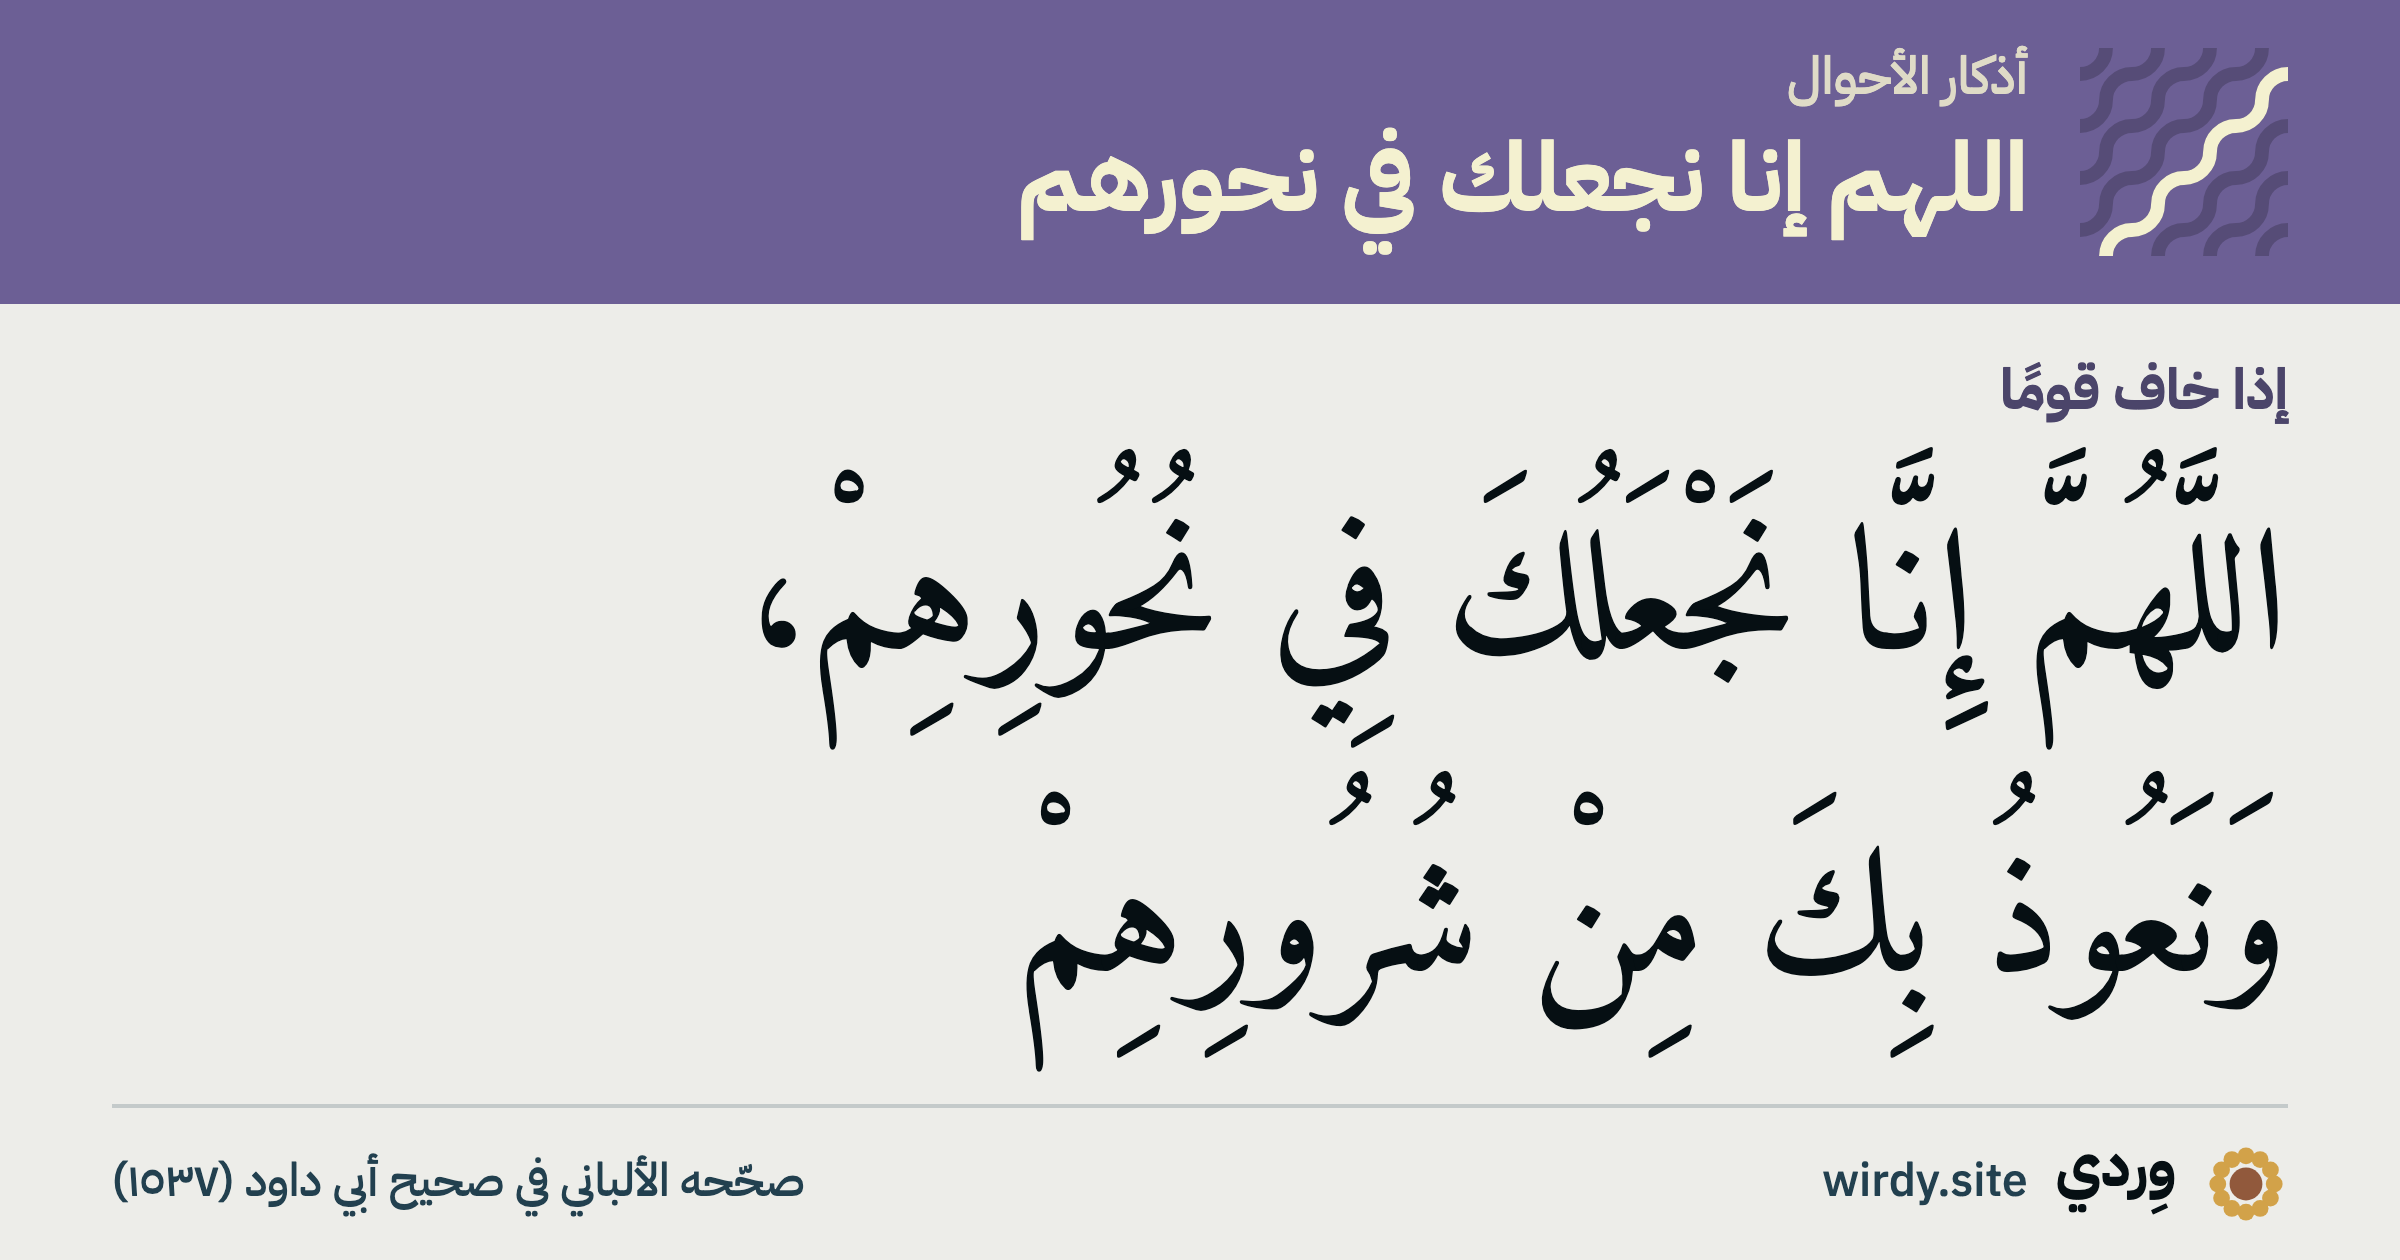 أذكار الأحوال
اللهم إنا نجعلك في نحورهم
إذا خاف قومًا
اللَّهُمَّ إِنَّا نَجْعَلُكَ فِي نُحُورِهِمْ،
وَنَعُوذُ بِكَ مِنْ شُرُورِهِمْ
وِردي wirdy.site
صحّحه الألباني في صحيح أبي داود (١٥٣٧)